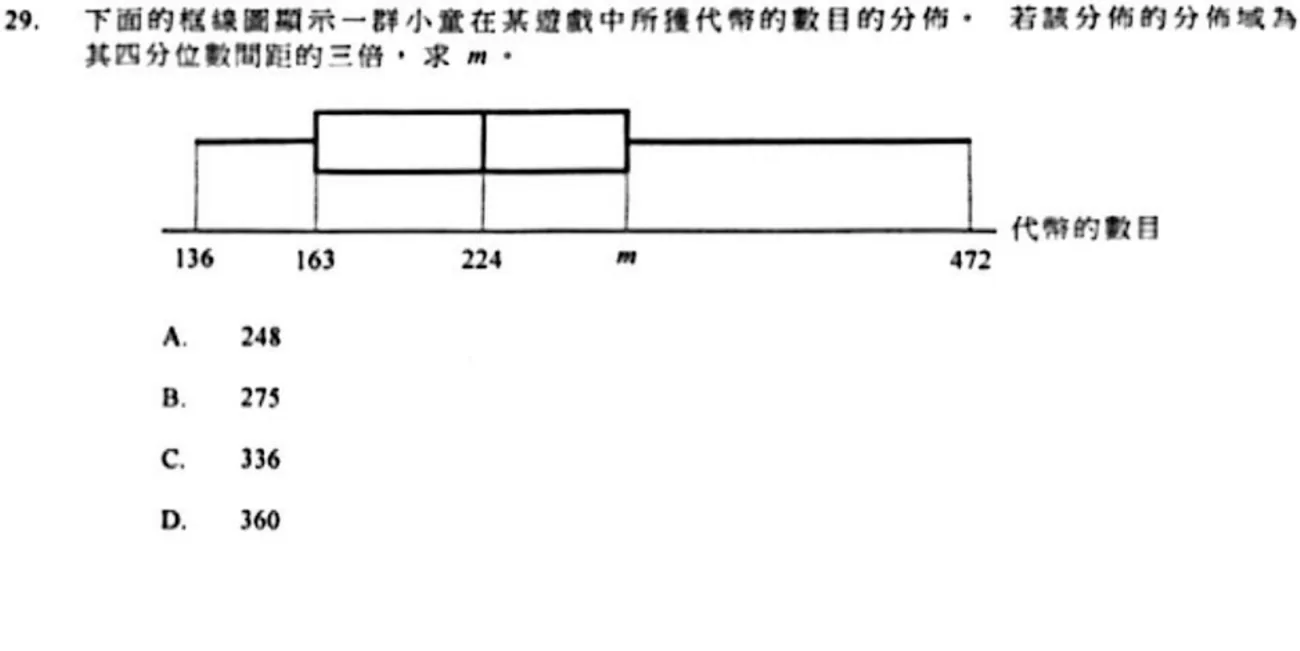 29. 下面的框線圖顯示一群小童在某遊戲中所獲代幣的數目的分佈。 若該分佈的分佈域為
其四分位數間距的三倍，求 m。
代幣的數目
136 163 224 m 472
A. 248
B. 275
C. 336
D. 360